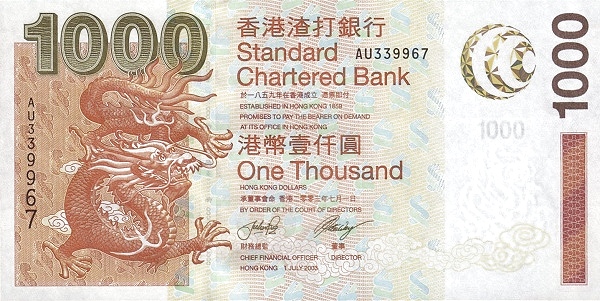 1000
香港渣打銀行
Standard
Chartered Bank
AU339967
於一八五九年在香港成立 憑票即付
ESTABLISHED IN HONG KONG 1859
PROMISES TO PAY THE BEARER ON DEMAND
AT ITS OFFICE IN HONG KONG
港幣壹仟圓
One Thousand
HONG KONG DOLLARS
承董事會命 香港二零零三年七月一日
BY ORDER OF THE COURT OF DIRECTORS
財務總監 董事
CHIEF FINANCIAL OFFICER DIRECTOR
HONG KONG 1 JULY 2003
AU339967
1000
1000